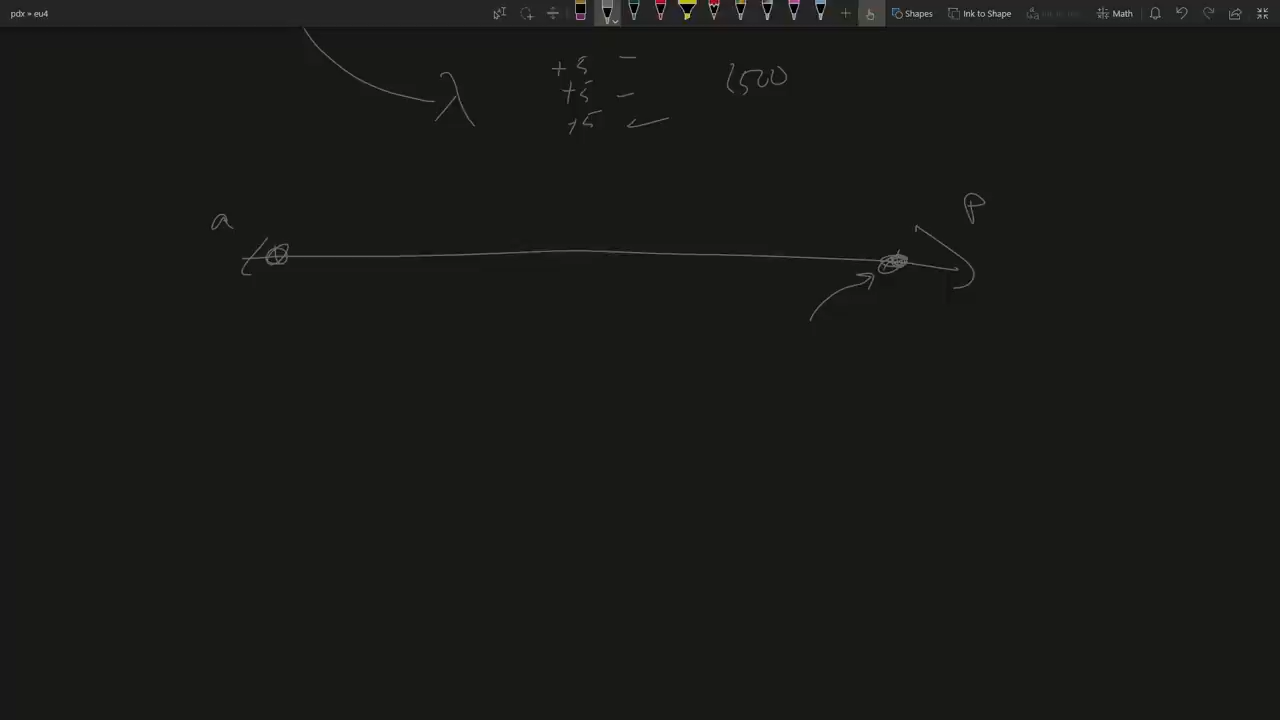 pdx » eu4
Shapes
Ink to Shape
Math
+5 -
+5 -
+5 ✓
1500
λ
a
P